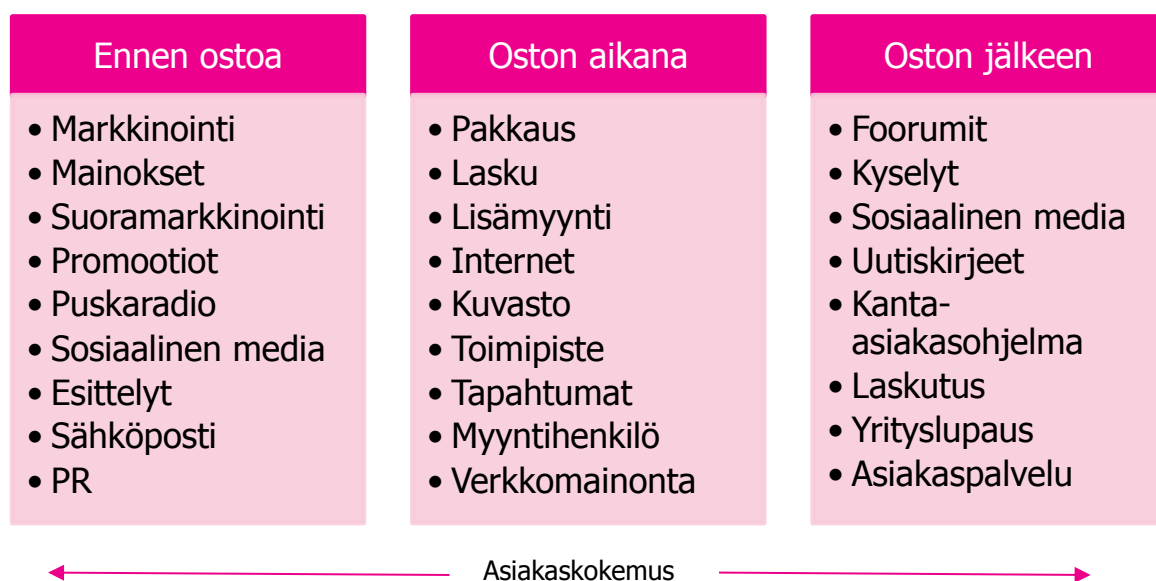 Ennen ostoa
• Markkinointi
• Mainokset
• Suoramarkkinointi
• Promootiot
• Puskaradio
• Sosiaalinen media
• Esittelyt
• Sähköposti
• PR
Oston aikana
• Pakkaus
• Lasku
• Lisämyynti
• Internet
• Kuvasto
• Toimipiste
• Tapahtumat
• Myyntihenkilö
• Verkkomainonta
Oston jälkeen
• Foorumit
• Kyselyt
• Sosiaalinen media
• Uutiskirjeet
• Kanta-
asiakasohjelma
• Laskutus
• Yrityslupaus
• Asiakaspalvelu
Asiakaskokemus